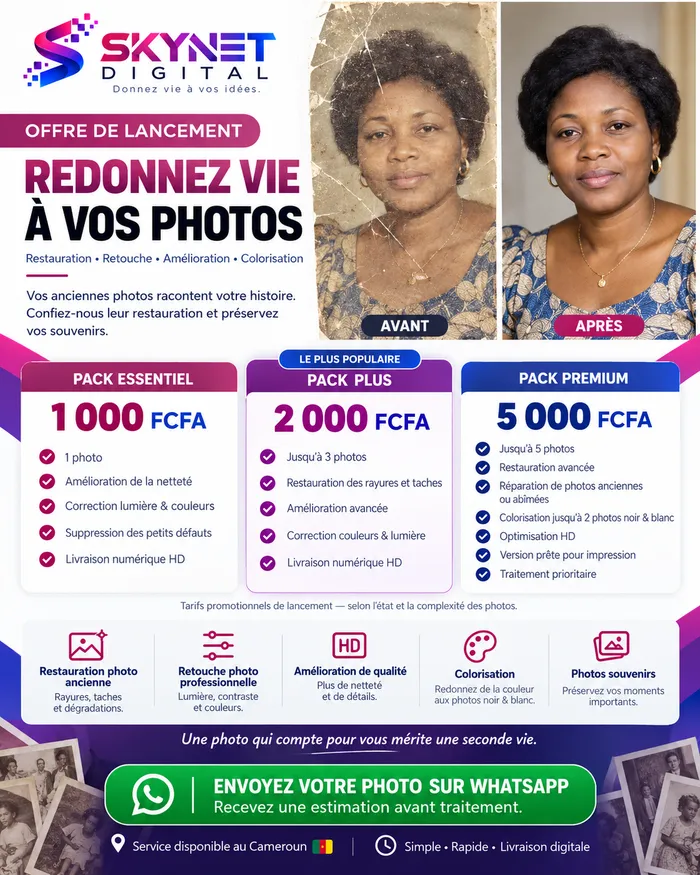 SKYNET
DIGITAL
Donnez vie à vos idées.
OFFRE DE LANCEMENT
REDONNEZ VIE
À VOS PHOTOS
Restauration • Retouche • Amélioration • Colorisation
Vos anciennes photos racontent votre histoire.
Confiez-nous leur restauration et préservez
vos souvenirs.
AVANT
APRÈS
PACK ESSENTIEL
1 000 FCFA
1 photo
Amélioration de la netteté
Correction lumière & couleurs
Suppression des petits défauts
Livraison numérique HD
LE PLUS POPULAIRE
PACK PLUS
2 000 FCFA
Jusqu'à 3 photos
Restauration des rayures et taches
Amélioration avancée
Correction couleurs & lumière
Livraison numérique HD
PACK PREMIUM
5 000 FCFA
Jusqu'à 5 photos
Restauration avancée
Réparation de photos anciennes
ou abîmées
Colorisation jusqu'à 2 photos noir & blanc
Optimisation HD
Version prête pour impression
Traitement prioritaire
Tarifs promotionnels de lancement — selon l'état et la complexité des photos.
Restauration photo
ancienne
Rayures, taches
et dégradations.
Retouche photo
professionnelle
Lumière, contraste
et couleurs.
HD
Amélioration de qualité
Plus de netteté
et de détails.
Colorisation
Redonnez de la couleur
aux photos noir & blanc.
Photos souvenirs
Préservez vos moments
importants.
Une photo qui compte pour vous mérite une seconde vie.
ENVOYEZ VOTRE PHOTO SUR WHATSAPP
Recevez une estimation avant traitement.
Service disponible au Cameroun
Simple • Rapide • Livraison digitale